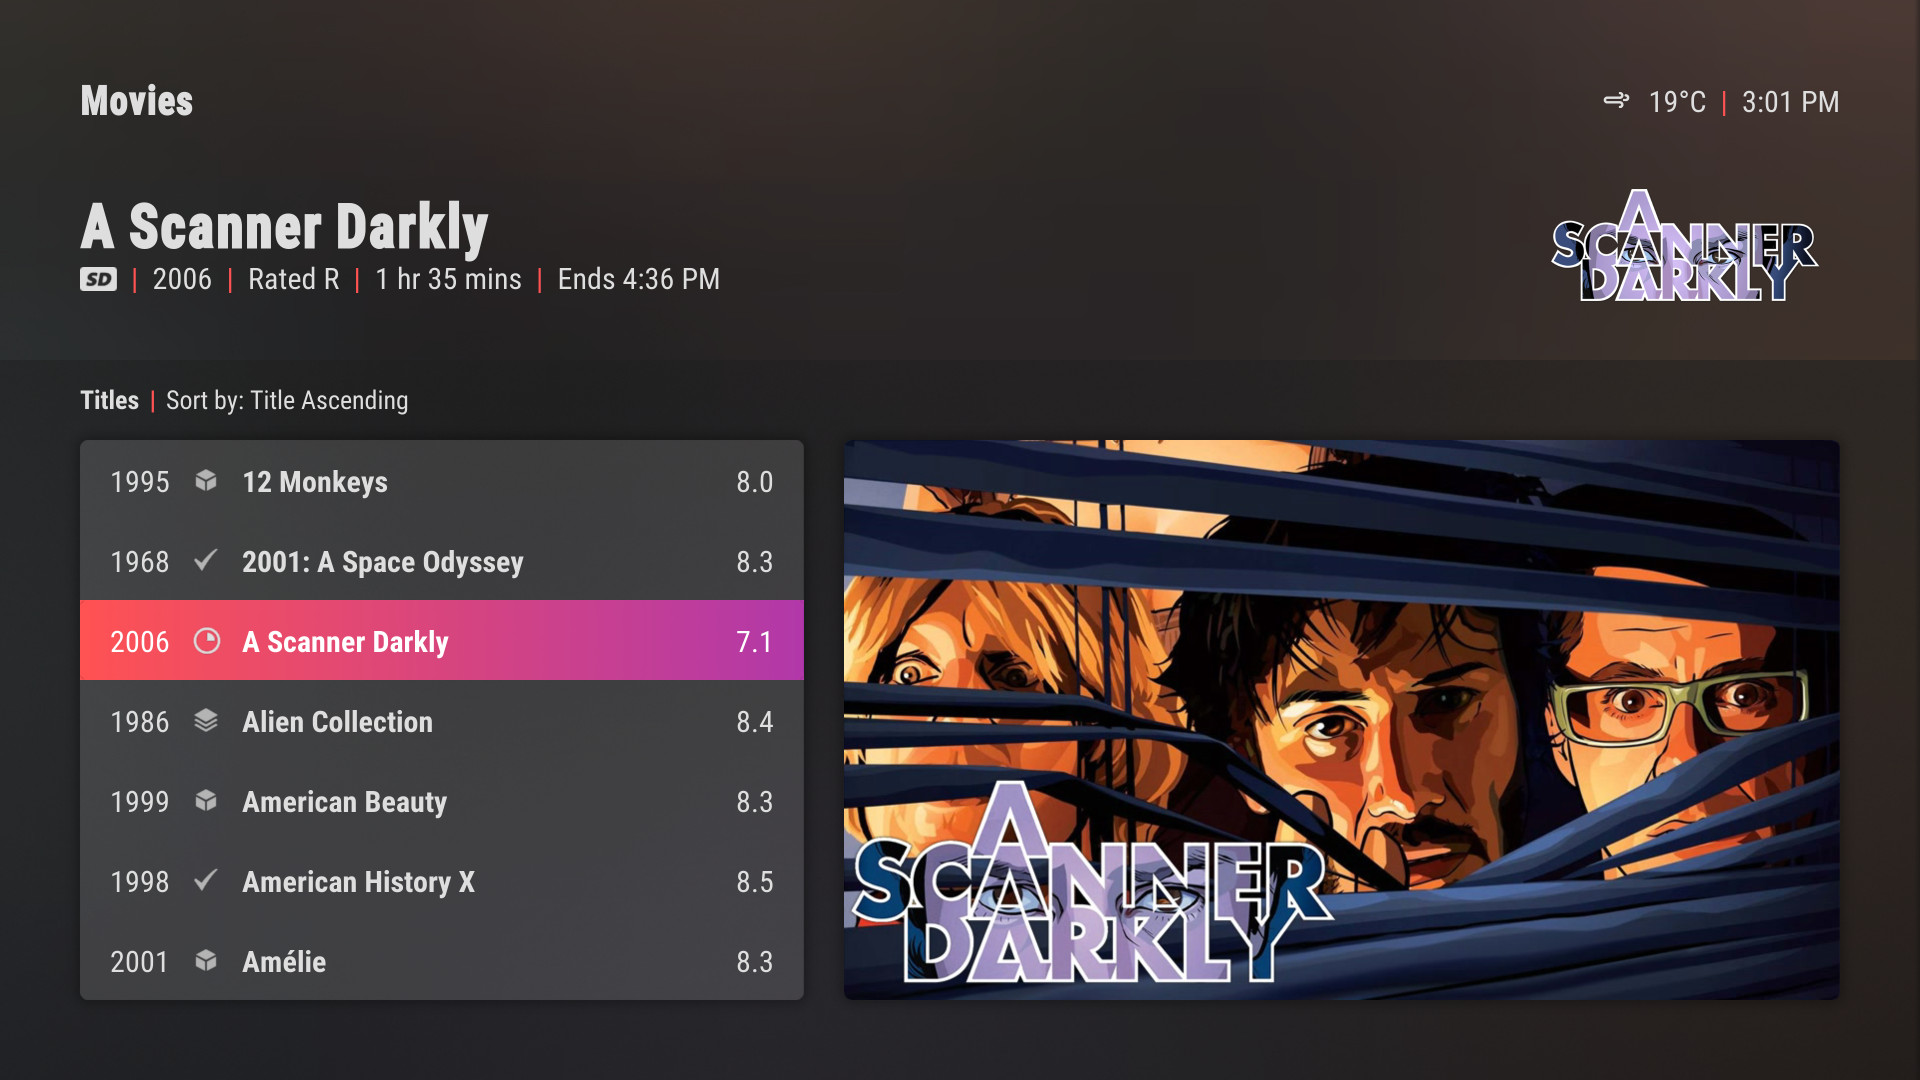 Movies
19°C | 3:01 PM
A Scanner Darkly
A SCANNER DARKLY
SD | 2006 | Rated R | 1 hr 35 mins | Ends 4:36 PM
Titles | Sort by: Title Ascending
1995 12 Monkeys 8.0
1968 2001: A Space Odyssey 8.3
2006 A Scanner Darkly 7.1
1986 Alien Collection 8.4
1999 American Beauty 8.3
1998 American History X 8.5
2001 Amélie 8.3
A
SCANNER
DARKLY